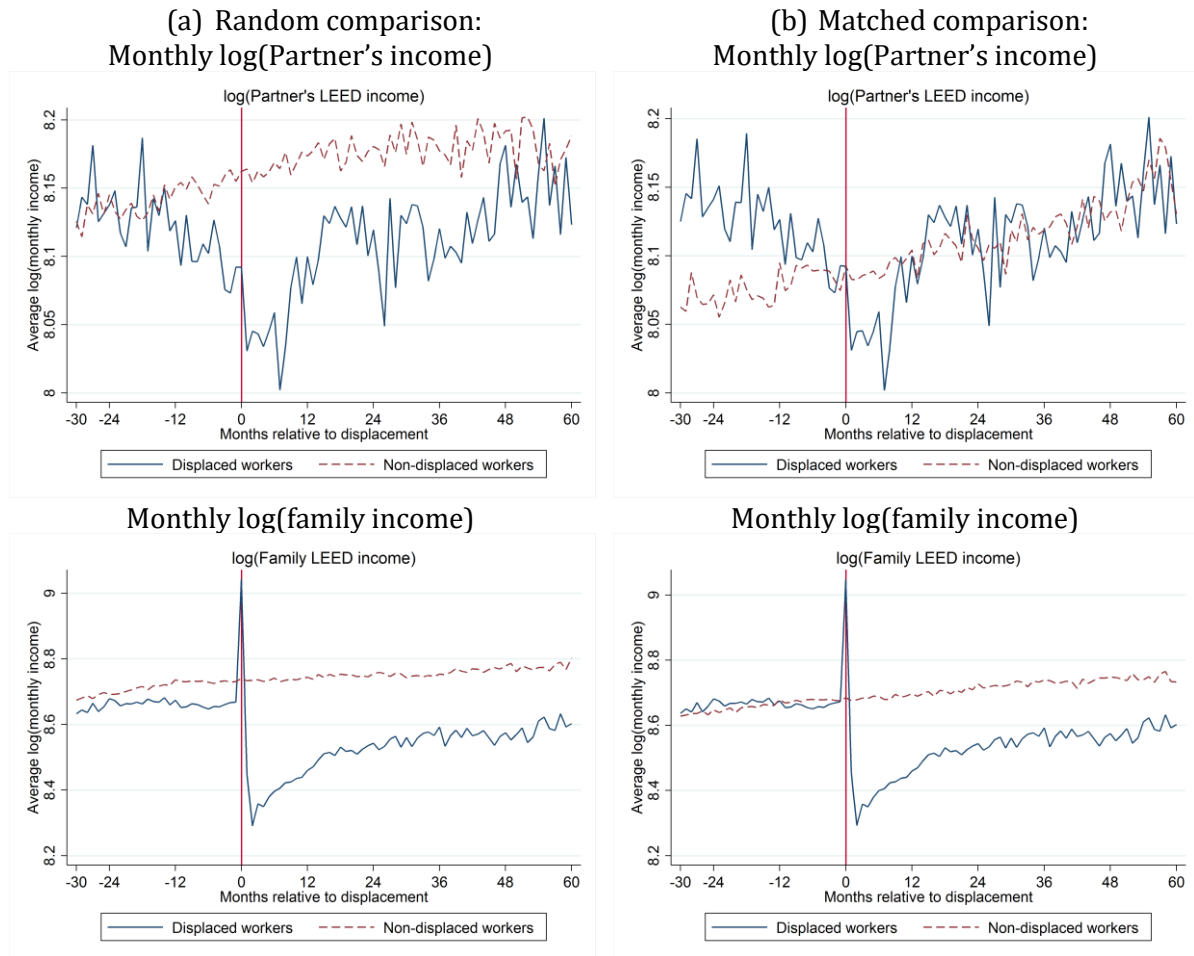 (a) Random comparison:
Monthly log(Partner’s income)
log(Partner's LEED income)
Average log(monthly income)
8.2
8.15
8.1
8.05
8
-30 -24 -12 0 12 24 36 48 60
Months relative to displacement
Displaced workers Non-displaced workers
(b) Matched comparison:
Monthly log(Partner’s income)
log(Partner's LEED income)
Average log(monthly income)
8.2
8.15
8.1
8.05
8
-30 -24 -12 0 12 24 36 48 60
Months relative to displacement
Displaced workers Non-displaced workers
Monthly log(family income)
log(Family LEED income)
Average log(monthly income)
9
8.8
8.6
8.4
8.2
-30 -24 -12 0 12 24 36 48 60
Months relative to displacement
Displaced workers Non-displaced workers
Monthly log(family income)
log(Family LEED income)
Average log(monthly income)
9
8.8
8.6
8.4
8.2
-30 -24 -12 0 12 24 36 48 60
Months relative to displacement
Displaced workers Non-displaced workers